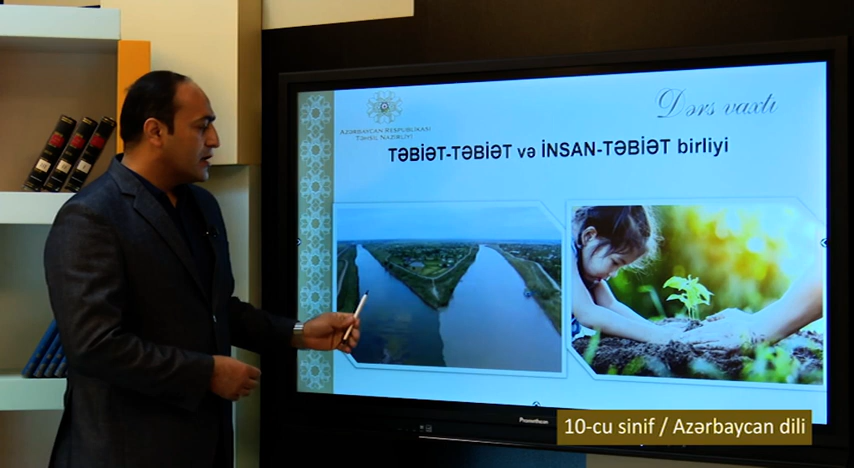 Dərs vaxtı
AZƏRBAYCAN RESPUBLİKASI
TƏHSİL NAZİRLİYİ
TƏBİƏT-TƏBİƏT və İNSAN-TƏBİƏT birliyi
Promethean
10-cu sinif / Azərbaycan dili